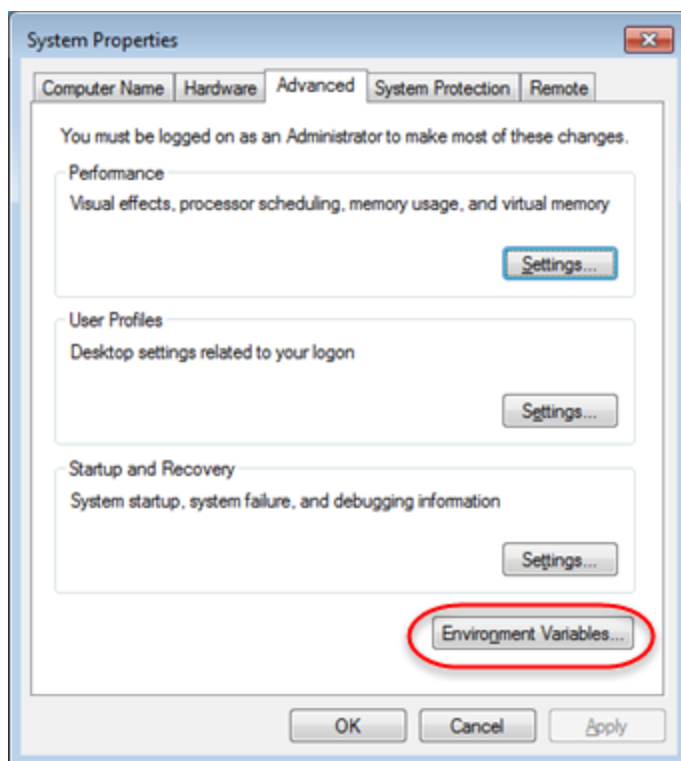 System Properties
Computer Name
Hardware
Advanced
System Protection
Remote
You must be logged on as an Administrator to make most of these changes.
Performance
Visual effects, processor scheduling, memory usage, and virtual memory
Settings...
User Profiles
Desktop settings related to your logon
Settings...
Startup and Recovery
System startup, system failure, and debugging information
Settings...
Environment Variables...
OK
Cancel
Apply